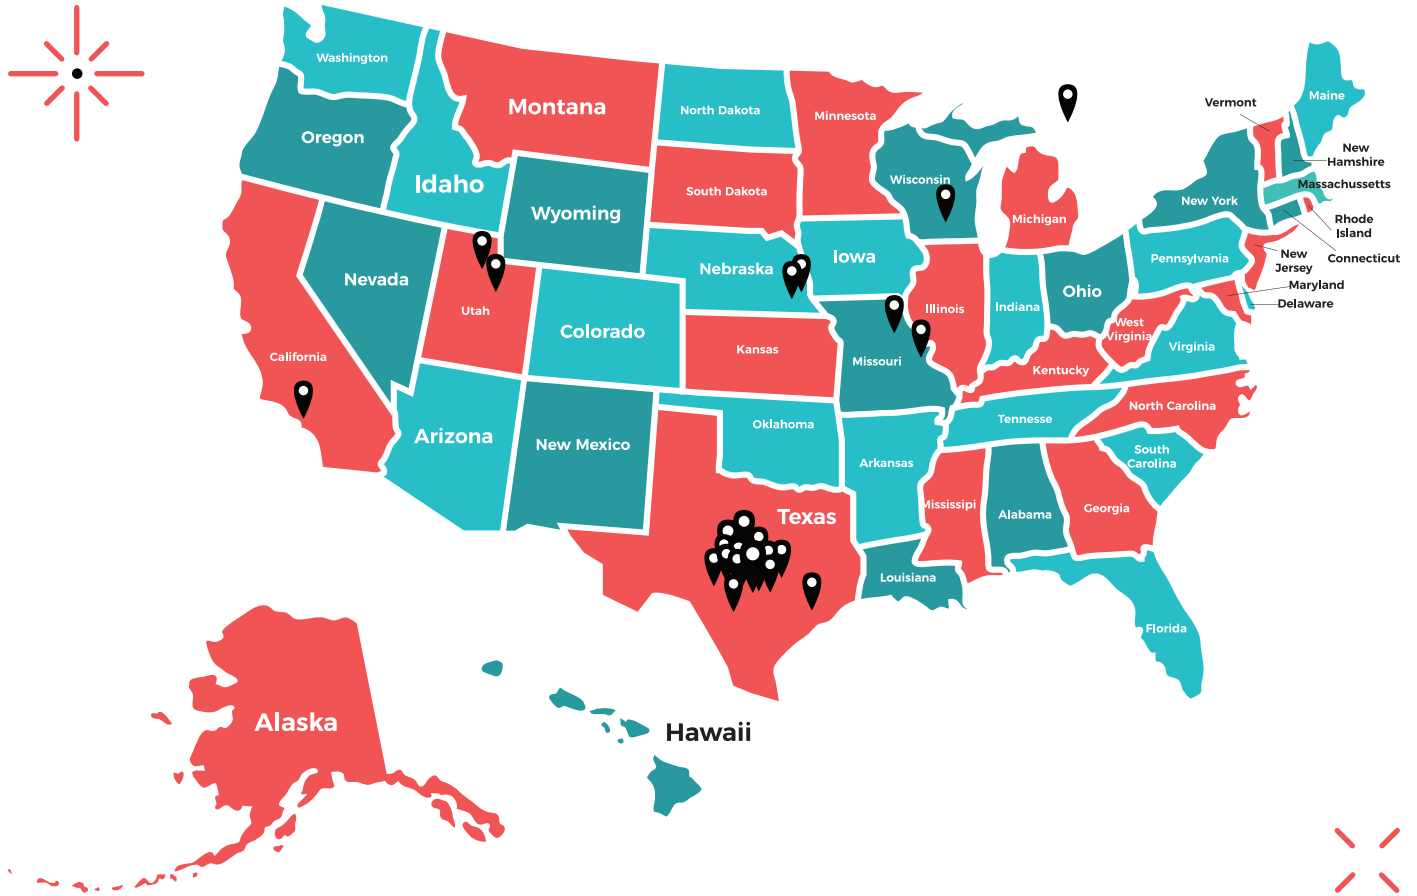 Washington
Montana
North Dakota
Minnesota
Maine
Vermont
Oregon
Idaho
South Dakota
Wisconsin
New
Hamshire
Massachussetts
Wyoming
Michigan
New York
Rhode
Island
Connecticut
Nevada
Utah
Nebraska
Iowa
Pennsylvania
New
Jersey
Maryland
Delaware
Illinois
Indiana
Ohio
West
Virginia
Virginia
California
Colorado
Kansas
Missouri
Kentucky
North Carolina
Arizona
New Mexico
Oklahoma
Arkansas
Tennesse
South
Carolina
Texas
Mississipi
Alabama
Georgia
Louisiana
Florida
Alaska
Hawaii